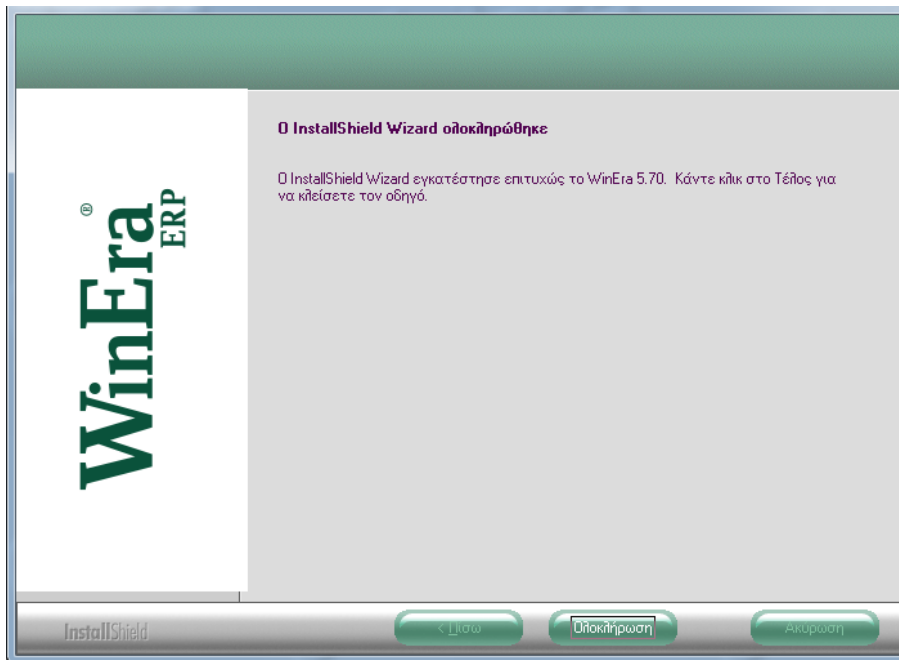 Ο InstallShield Wizard ολοκληρώθηκε
Ο InstallShield Wizard εγκατέστησε επιτυχώς το WinEra 5.70. Κάντε κλικ στο Τέλος για
να κλείσετε τον οδηγό.
WinEra®
ERP
InstallShield
< Πίσω
Ολοκλήρωση
Ακύρωση